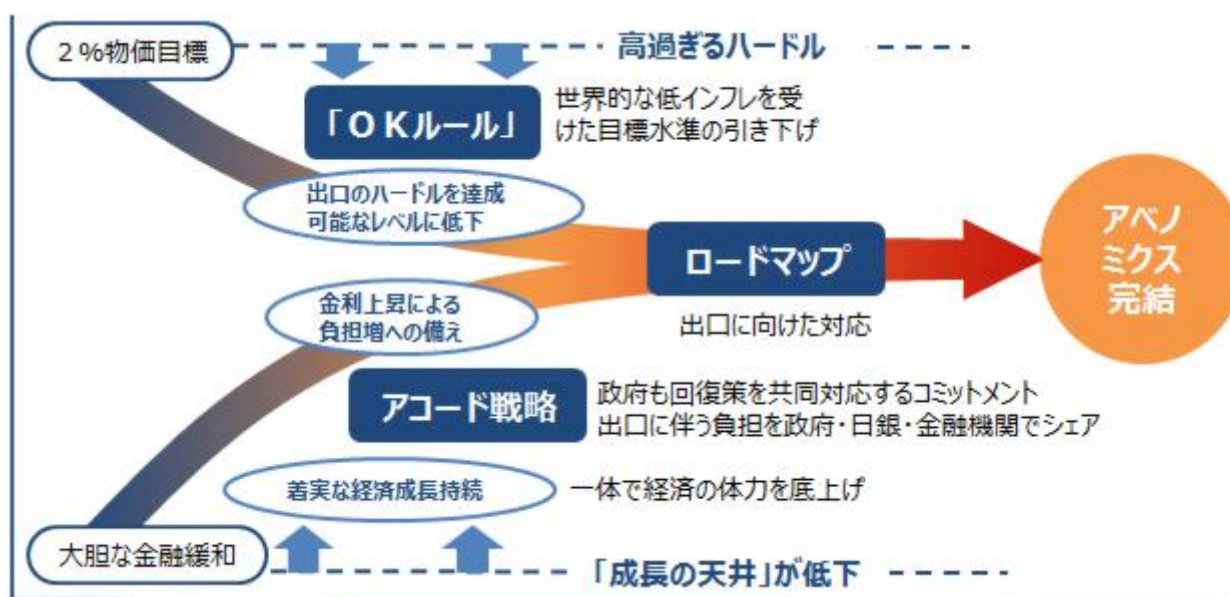 ２％物価目標
高過ぎるハードル
「ＯＫルール」
世界的な低インフレを受
けた目標水準の引き下げ
出口のハードルを達成
可能なレベルに低下
ロードマップ
アベノ
ミクス
完結
金利上昇による
負担増への備え
出口に向けた対応
アコード戦略
政府も回復策を共同対応するコミットメント
出口に伴う負担を政府・日銀・金融機関でシェア
着実な経済成長持続
一体で経済の体力を底上げ
大胆な金融緩和
「成長の天井」が低下